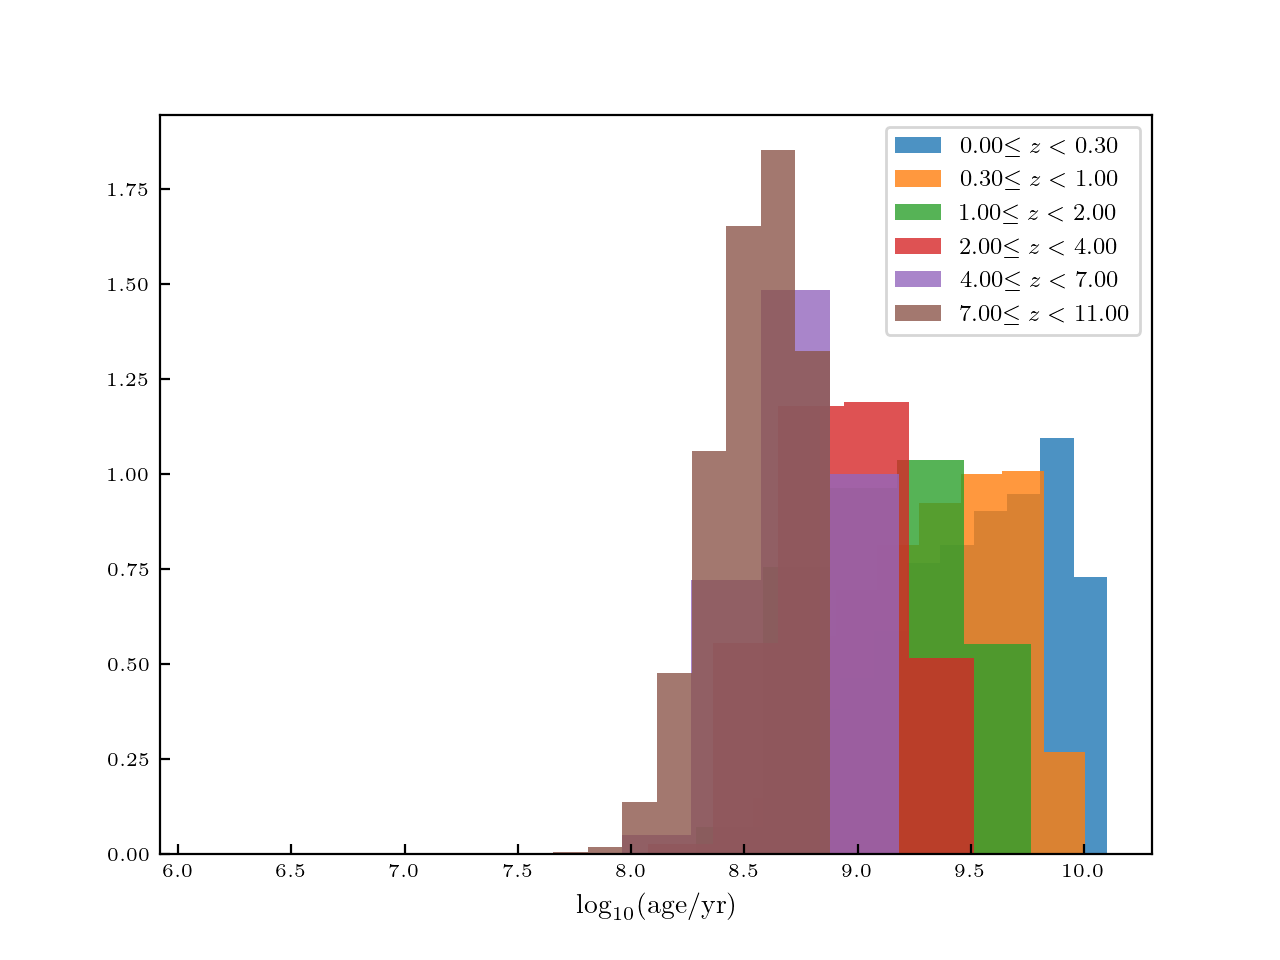 0.00≤ z < 0.30
0.30≤ z < 1.00
1.00≤ z < 2.00
2.00≤ z < 4.00
4.00≤ z < 7.00
7.00≤ z < 11.00
1.75
1.50
1.25
1.00
0.75
0.50
0.25
0.00
6.0 6.5 7.0 7.5 8.0 8.5 9.0 9.5 10.0
log₁₀(age/yr)